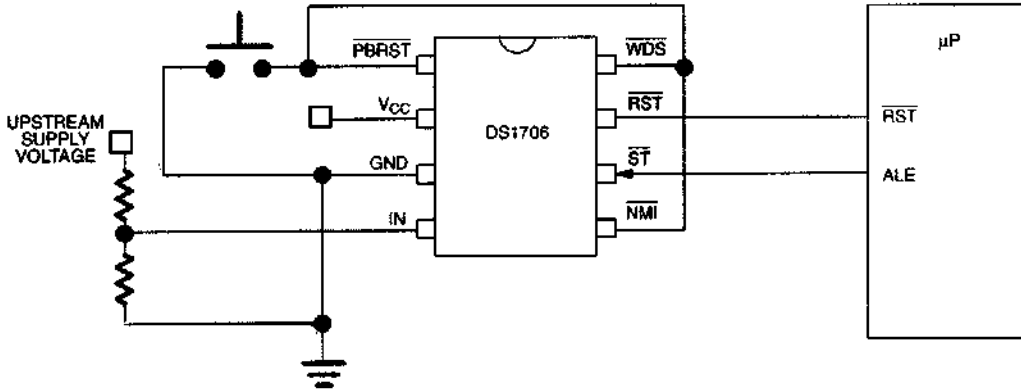 PBRST
WDS
µP
VCC
RST
DS1706
RST
UPSTREAM
SUPPLY
VOLTAGE
GND
ST
ALE
IN
NMI